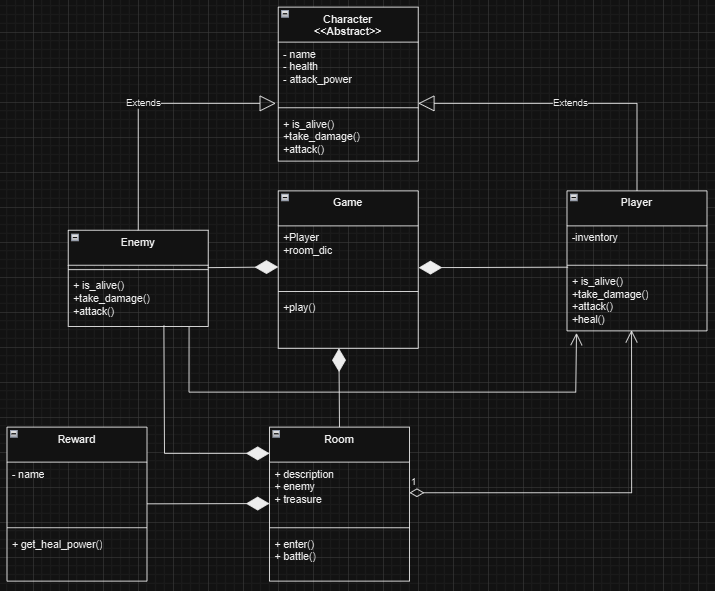 Character
<<Abstract>>
- name
- health
- attack_power
+ is_alive()
+take_damage()
+attack()
Extends
Extends
Game
+Player
+room_dic
+play()
Player
-inventory
+ is_alive()
+take_damage()
+attack()
+heal()
Enemy
+ is_alive()
+take_damage()
+attack()
Reward
- name
+ get_heal_power()
Room
+ description
+ enemy
+ treasure
+ enter()
+ battle()
1